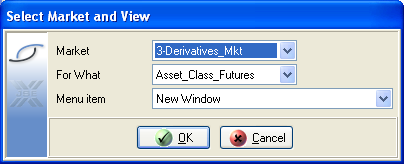 Select Market and View
Market 3-Derivatives_Mkt
For What Asset_Class_Futures
Menu item New Window
OK Cancel